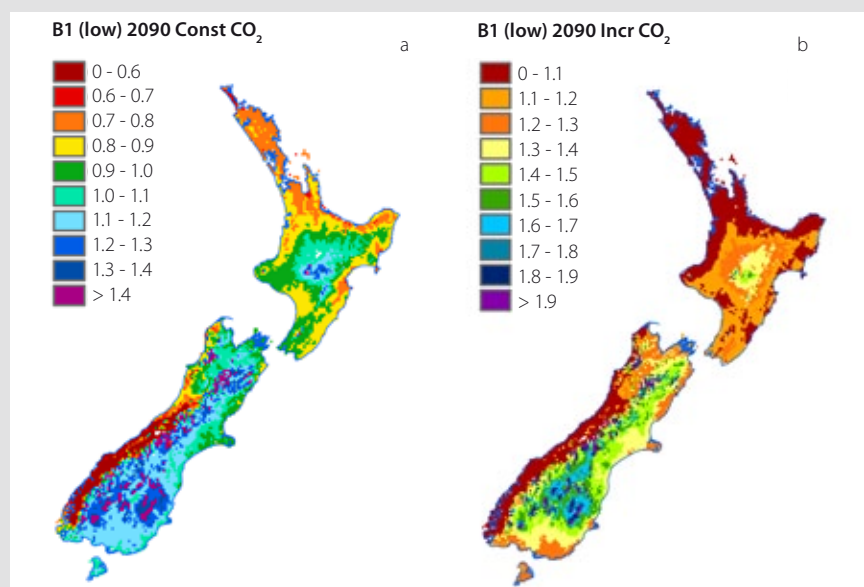 B1 (low) 2090 Const CO₂
a
0 - 0.6
0.6 - 0.7
0.7 - 0.8
0.8 - 0.9
0.9 - 1.0
1.0 - 1.1
1.1 - 1.2
1.2 - 1.3
1.3 - 1.4
> 1.4
B1 (low) 2090 Incr CO₂
b
0 - 1.1
1.1 - 1.2
1.2 - 1.3
1.3 - 1.4
1.4 - 1.5
1.5 - 1.6
1.6 - 1.7
1.7 - 1.8
1.8 - 1.9
> 1.9